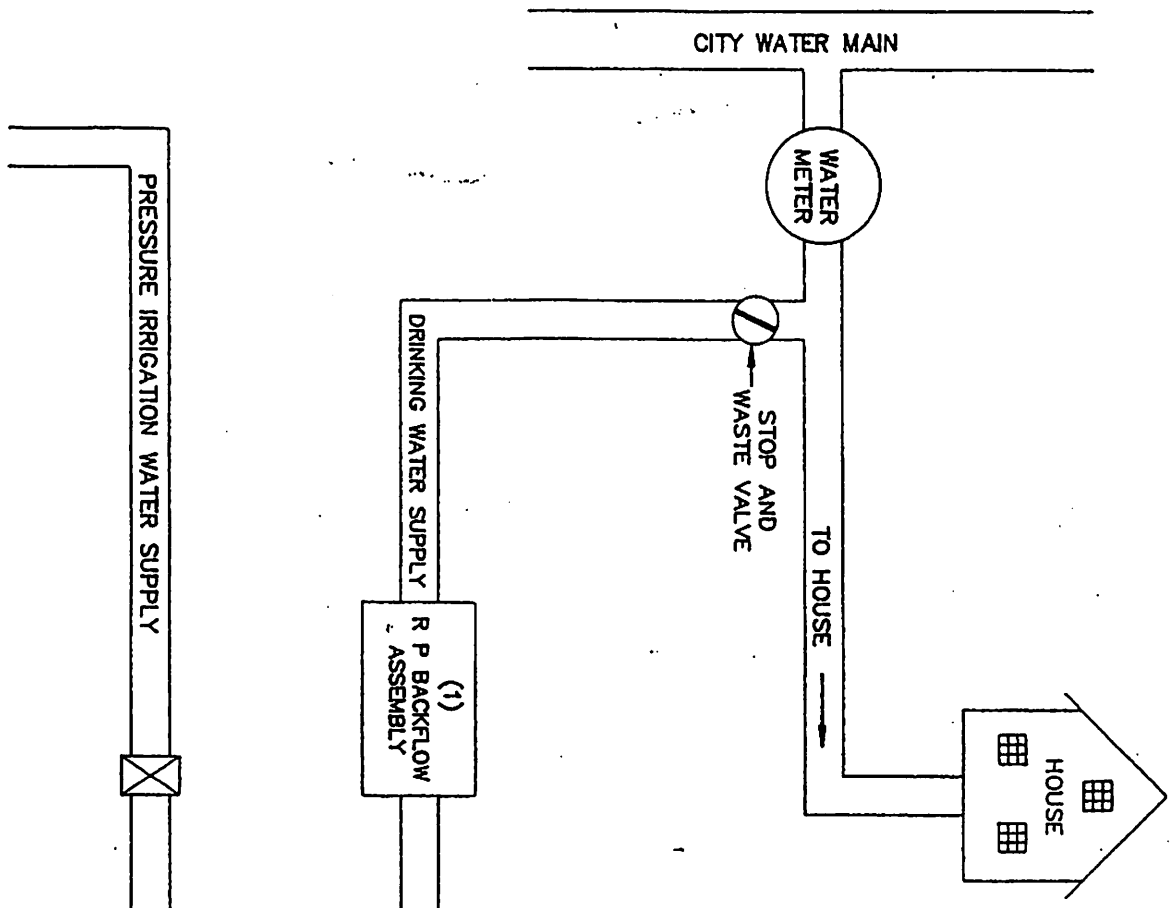 CITY WATER MAIN
WATER
METER
PRESSURE IRRIGATION WATER SUPPLY
DRINKING WATER SUPPLY
STOP AND
WASTE VALVE
TO HOUSE
HOUSE
(1)
R P BACKFLOW
ASSEMBLY